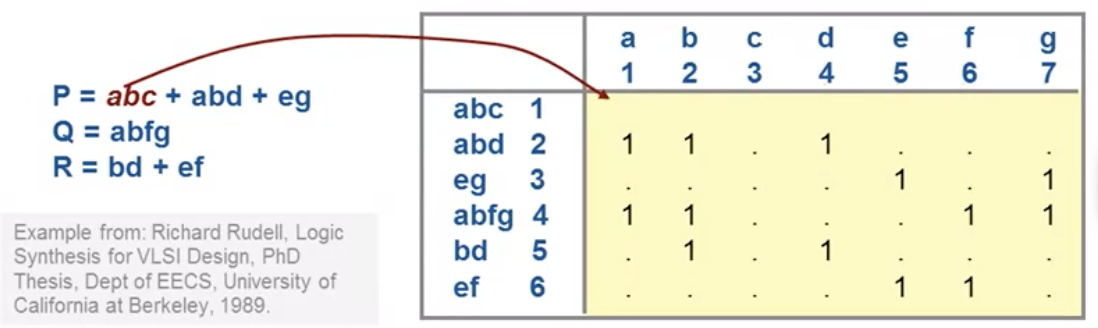 P = abc + abd + eg
Q = abfg
R = bd + ef
Example from: Richard Rudell, Logic
Synthesis for VLSI Design, PhD
Thesis, Dept of EECS, University of
California at Berkeley, 1989.
a b c d e f g
1 2 3 4 5 6 7
abc 1
abd 2 1 1 . 1 . . .
eg 3 . . . . 1 . 1
abfg 4 1 1 . . . 1 1
bd 5 . 1 . 1 . . .
ef 6 . . . . 1 1 .